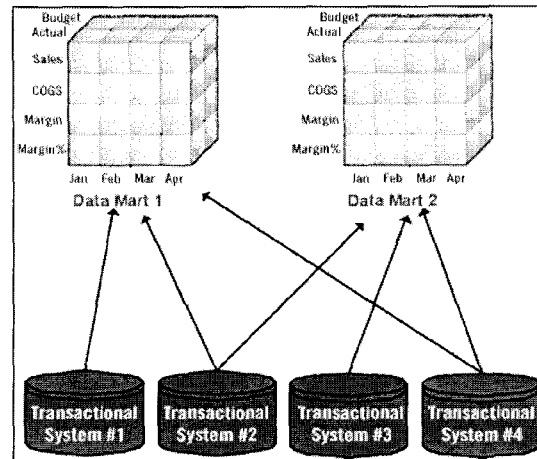 Budget
Actual
Sales
COGS
Margin
Margin%
Jan Feb Mar Apr
Data Mart 1
Budget
Actual
Sales
COGS
Margin
Margin%
Jan Feb Mar Apr
Data Mart 2
Transactional
System #1
Transactional
System #2
Transactional
System #3
Transactional
System #4